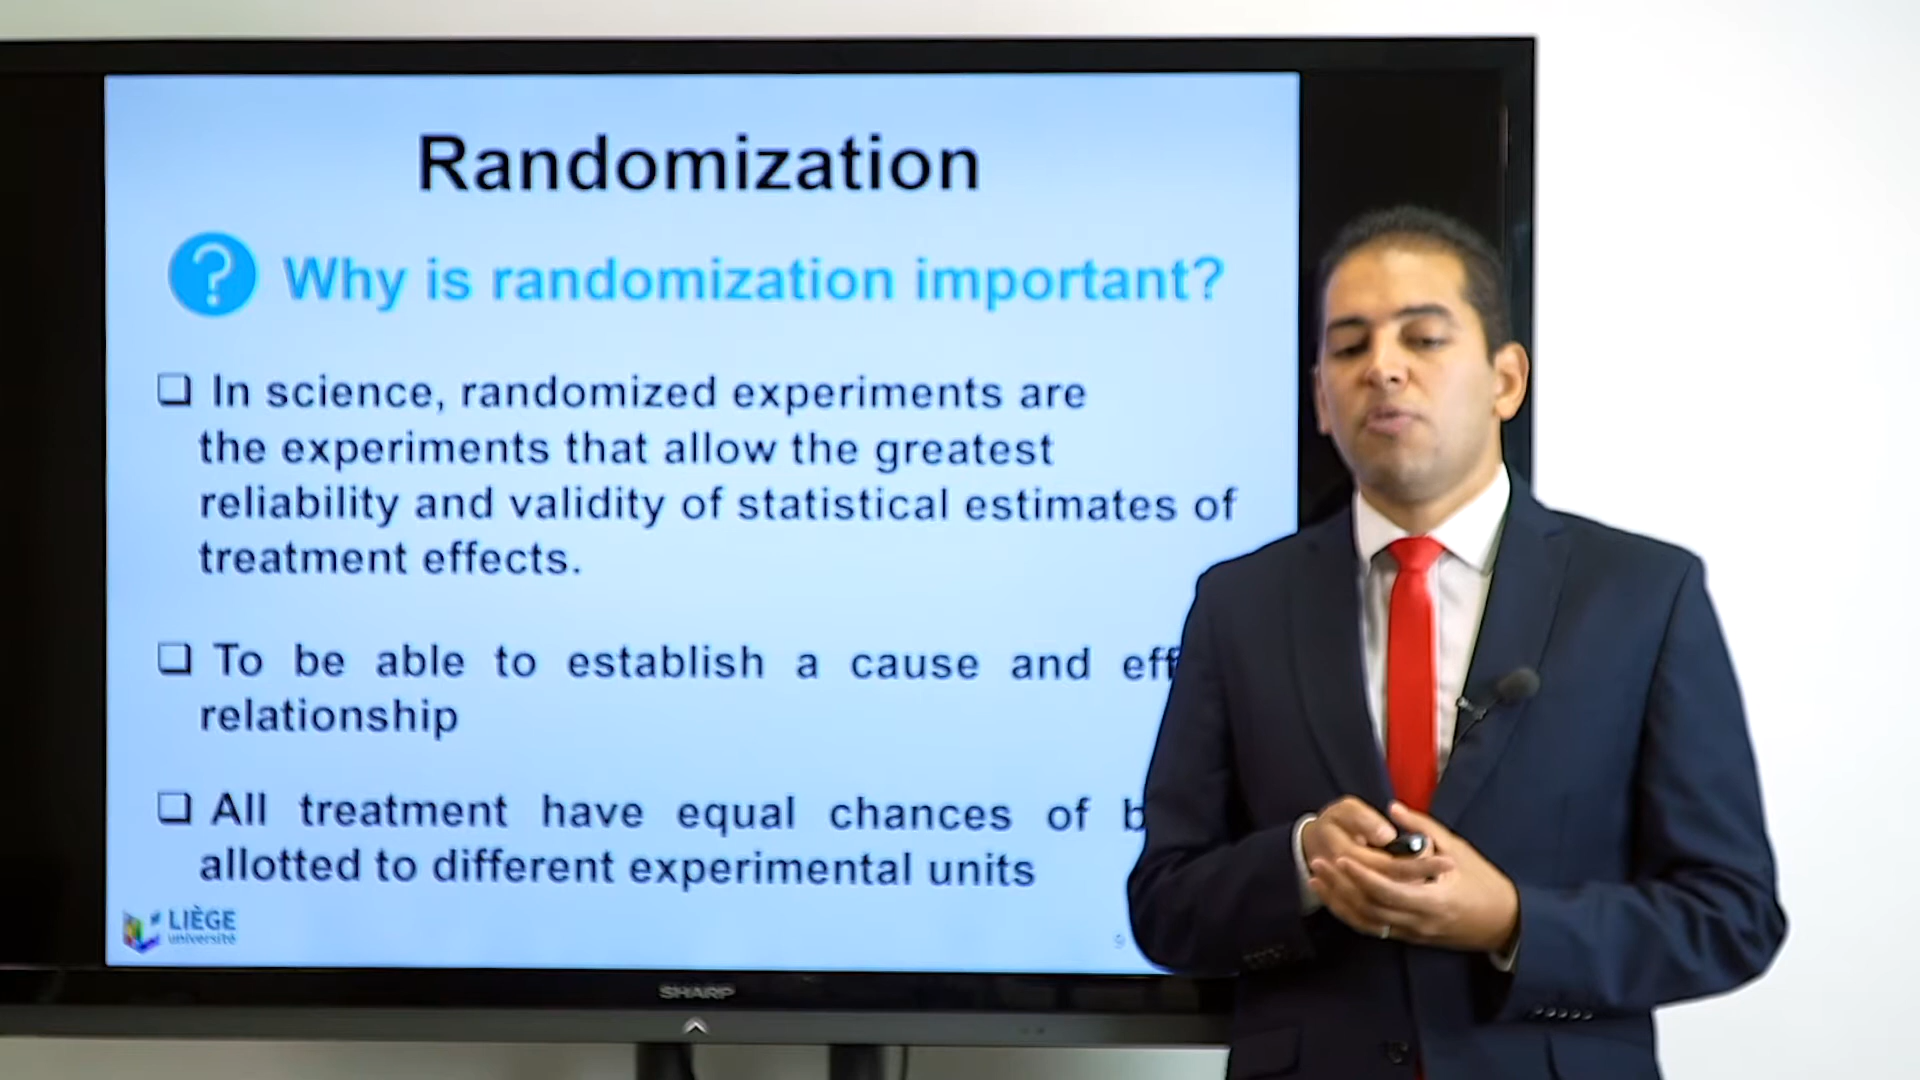 Randomization
Why is randomization important?
In science, randomized experiments are
the experiments that allow the greatest
reliability and validity of statistical estimates of
treatment effects.
To be able to establish a cause and
relationship
All treatment have equal chances of
allotted to different experimental units
LIÈGE
université
9
SHARP